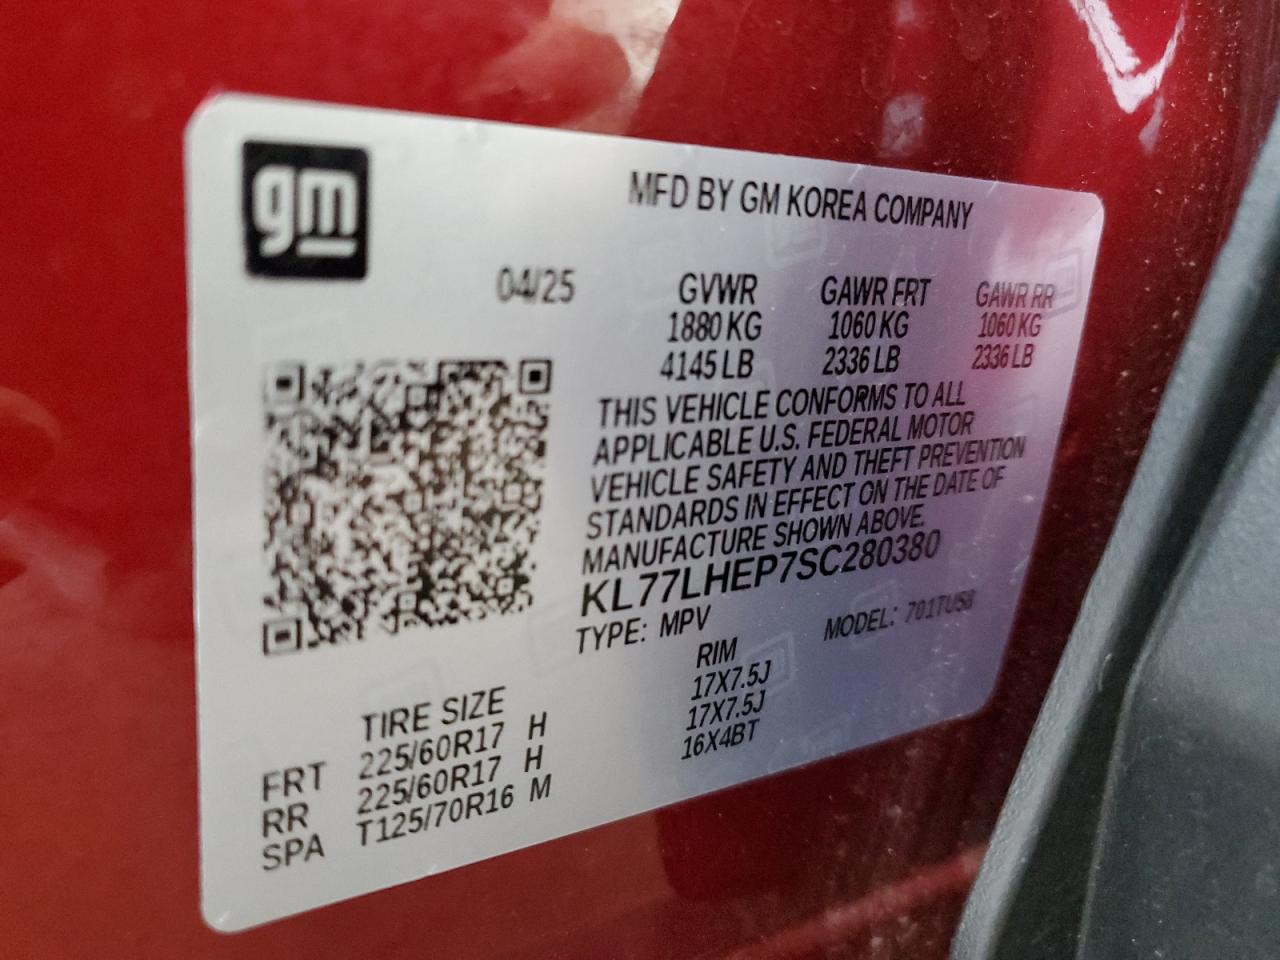 gm
MFD BY GM KOREA COMPANY
04/25
GVWR GAWR FRT GAWR RR
1880 KG 1060 KG 1060 KG
4145 LB 2336 LB 2336 LB
THIS VEHICLE CONFORMS TO ALL
APPLICABLE U.S. FEDERAL MOTOR
VEHICLE SAFETY AND THEFT PREVENTION
STANDARDS IN EFFECT ON THE DATE OF
MANUFACTURE SHOWN ABOVE.
KL77LHEP7SC280380
TYPE: MPV MODEL: 701TU58
TIRE SIZE RIM
FRT 225/60R17 H 17X7.5J
RR 225/60R17 H 17X7.5J
SPA T125/70R16 M 16X4BT